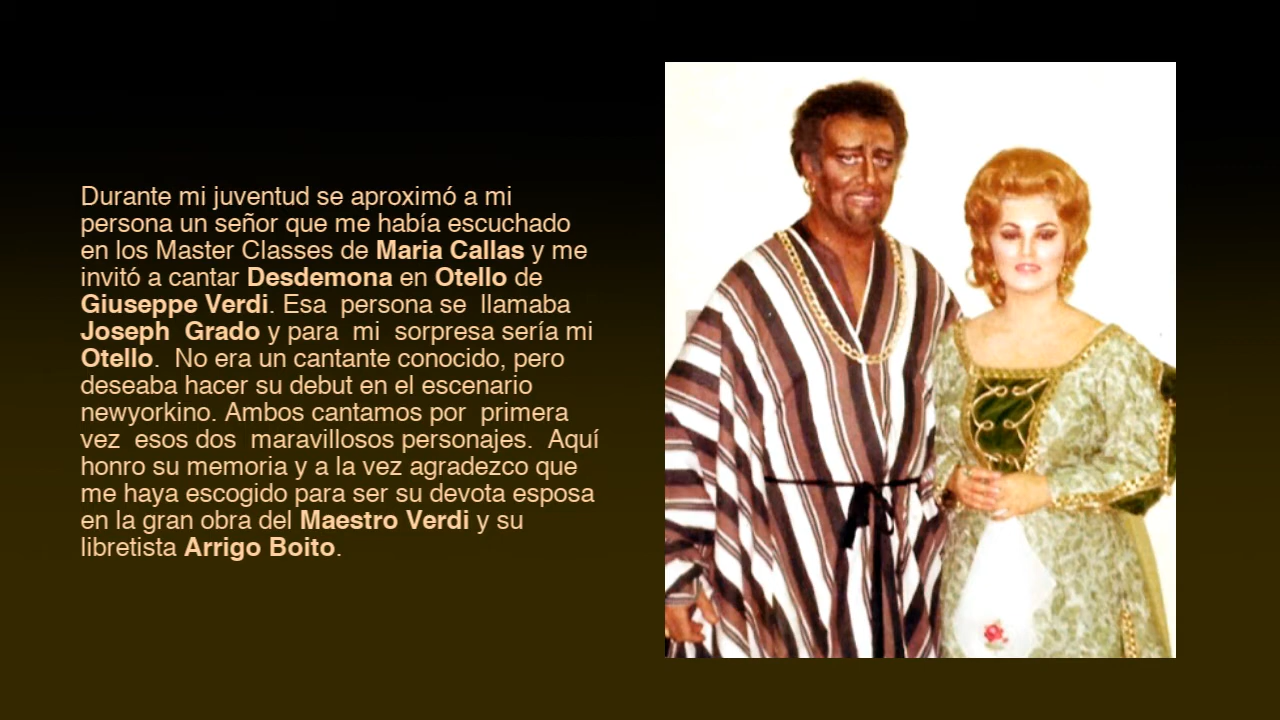 Durante mi juventud se aproximó a mi
persona un señor que me había escuchado
en los Master Classes de Maria Callas y me
invitó a cantar Desdemona en Otello de
Giuseppe Verdi. Esa  persona se  llamaba
Joseph  Grado y para  mi  sorpresa sería mi
Otello.  No era un cantante conocido, pero
deseaba hacer su debut en el escenario
newyorkino. Ambos cantamos por  primera
vez  esos dos  maravillosos personajes.  Aquí
honro su memoria y a la vez agradezco que
me haya escogido para ser su devota esposa
en la gran obra del Maestro Verdi y su
libretista Arrigo Boito.